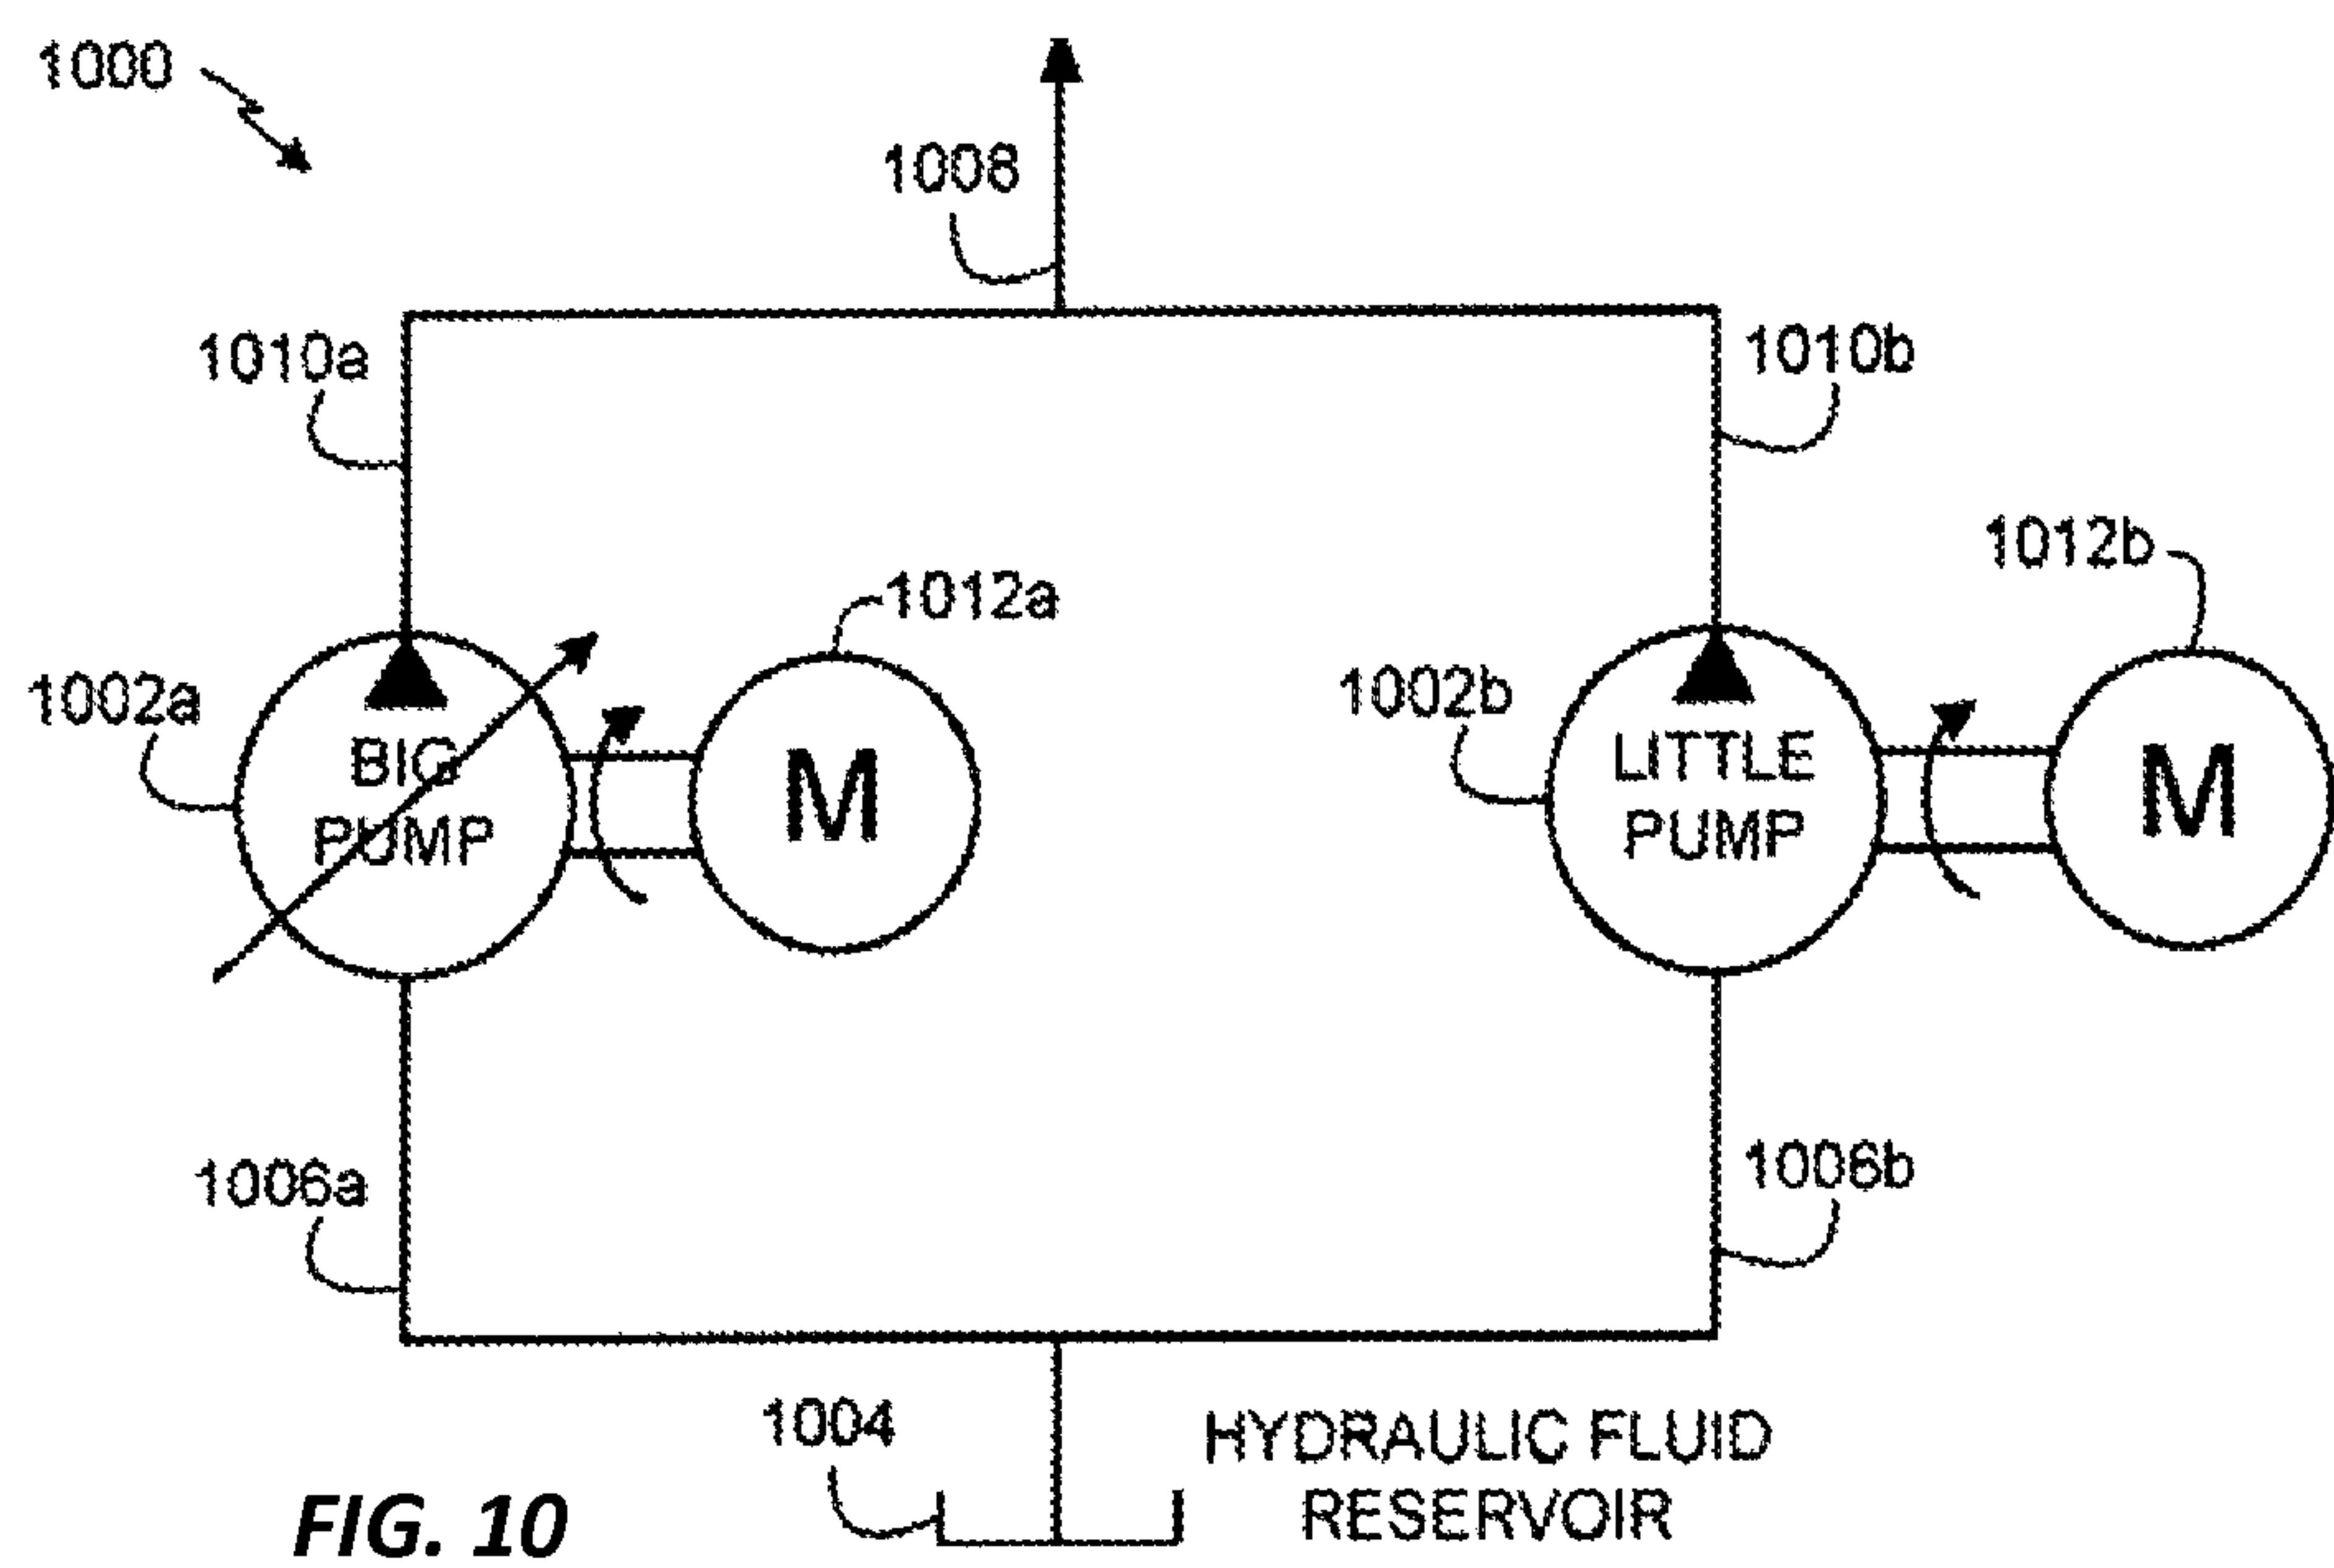 1000
1008
1010a
1010b
1012b
1012a
1002a
1002b
BIG
PUMP
M
LITTLE
PUMP
M
1006a
1006b
1004
HYDRAULIC FLUID
RESERVOIR
FIG. 10